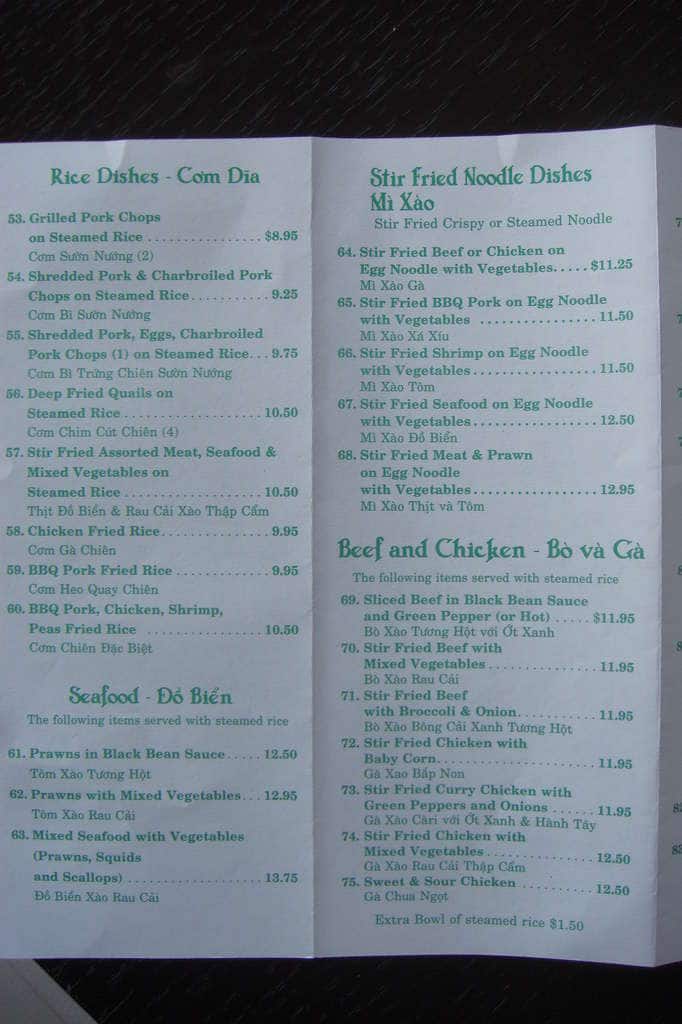 Rice Dishes - Cơm Dĩa
53. Grilled Pork Chops
on Steamed Rice ................ $8.95
Cơm Sườn Nướng (2)
54. Shredded Pork & Charbroiled Pork
Chops on Steamed Rice........... 9.25
Cơm Bì Sườn Nướng
55. Shredded Pork, Eggs, Charbroiled
Pork Chops (1) on Steamed Rice... 9.75
Cơm Bì Trứng Chiên Sườn Nướng
56. Deep Fried Quails on
Steamed Rice.................... 10.50
Cơm Chim Cút Chiên (4)
57. Stir Fried Assorted Meat, Seafood &
Mixed Vegetables on
Steamed Rice .................... 10.50
Thịt Đồ Biển & Rau Cải Xào Thập Cẩm
58. Chicken Fried Rice............... 9.95
Cơm Gà Chiên
59. BBQ Pork Fried Rice ............. 9.95
Cơm Heo Quay Chiên
60. BBQ Pork, Chicken, Shrimp,
Peas Fried Rice ................. 10.50
Cơm Chiên Đặc Biệt
Seafood - Đồ Biển
The following items served with steamed rice
61. Prawns in Black Bean Sauce..... 12.50
Tôm Xào Tương Hột
62. Prawns with Mixed Vegetables... 12.95
Tôm Xào Rau Cải
63. Mixed Seafood with Vegetables
(Prawns, Squids
and Scallops) ................... 13.75
Đồ Biển Xào Rau Cải
Stir Fried Noodle Dishes
Mì Xào
Stir Fried Crispy or Steamed Noodle
64. Stir Fried Beef or Chicken on
Egg Noodle with Vegetables..... $11.25
Mì Xào Gà
65. Stir Fried BBQ Pork on Egg Noodle
with Vegetables ................ 11.50
Mì Xào Xá Xíu
66. Stir Fried Shrimp on Egg Noodle
with Vegetables................. 11.50
Mì Xào Tôm
67. Stir Fried Seafood on Egg Noodle
with Vegetables................. 12.50
Mì Xào Đồ Biển
68. Stir Fried Meat & Prawn
on Egg Noodle
with Vegetables................. 12.95
Mì Xào Thịt và Tôm
Beef and Chicken - Bò và Gà
The following items served with steamed rice
69. Sliced Beef in Black Bean Sauce
and Green Pepper (or Hot) ..... $11.95
Bò Xào Tương Hột với Ớt Xanh
70. Stir Fried Beef with
Mixed Vegetables ............... 11.95
Bò Xào Rau Cải
71. Stir Fried Beef
with Broccoli & Onion........... 11.95
Bò Xào Bông Cải Xanh Tương Hột
72. Stir Fried Chicken with
Baby Corn....................... 11.95
Gà Xao Bắp Non
73. Stir Fried Curry Chicken with
Green Peppers and Onions ...... 11.95
Gà Xào Càri với Ớt Xanh & Hành Tây
74. Stir Fried Chicken with
Mixed Vegetables ............... 12.50
Gà Xào Rau Cải Thập Cẩm
75. Sweet & Sour Chicken .......... 12.50
Gà Chua Ngọt
Extra Bowl of steamed rice $1.50